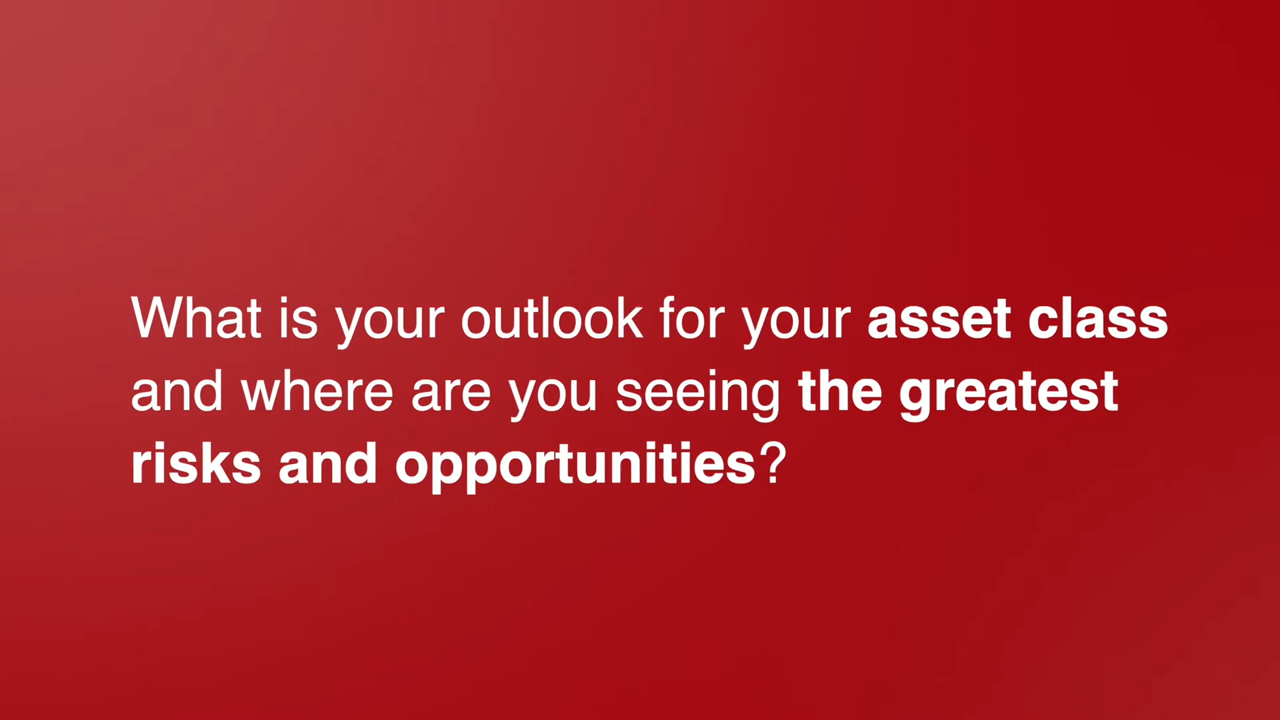 What is your outlook for your asset class
and where are you seeing the greatest
risks and opportunities?